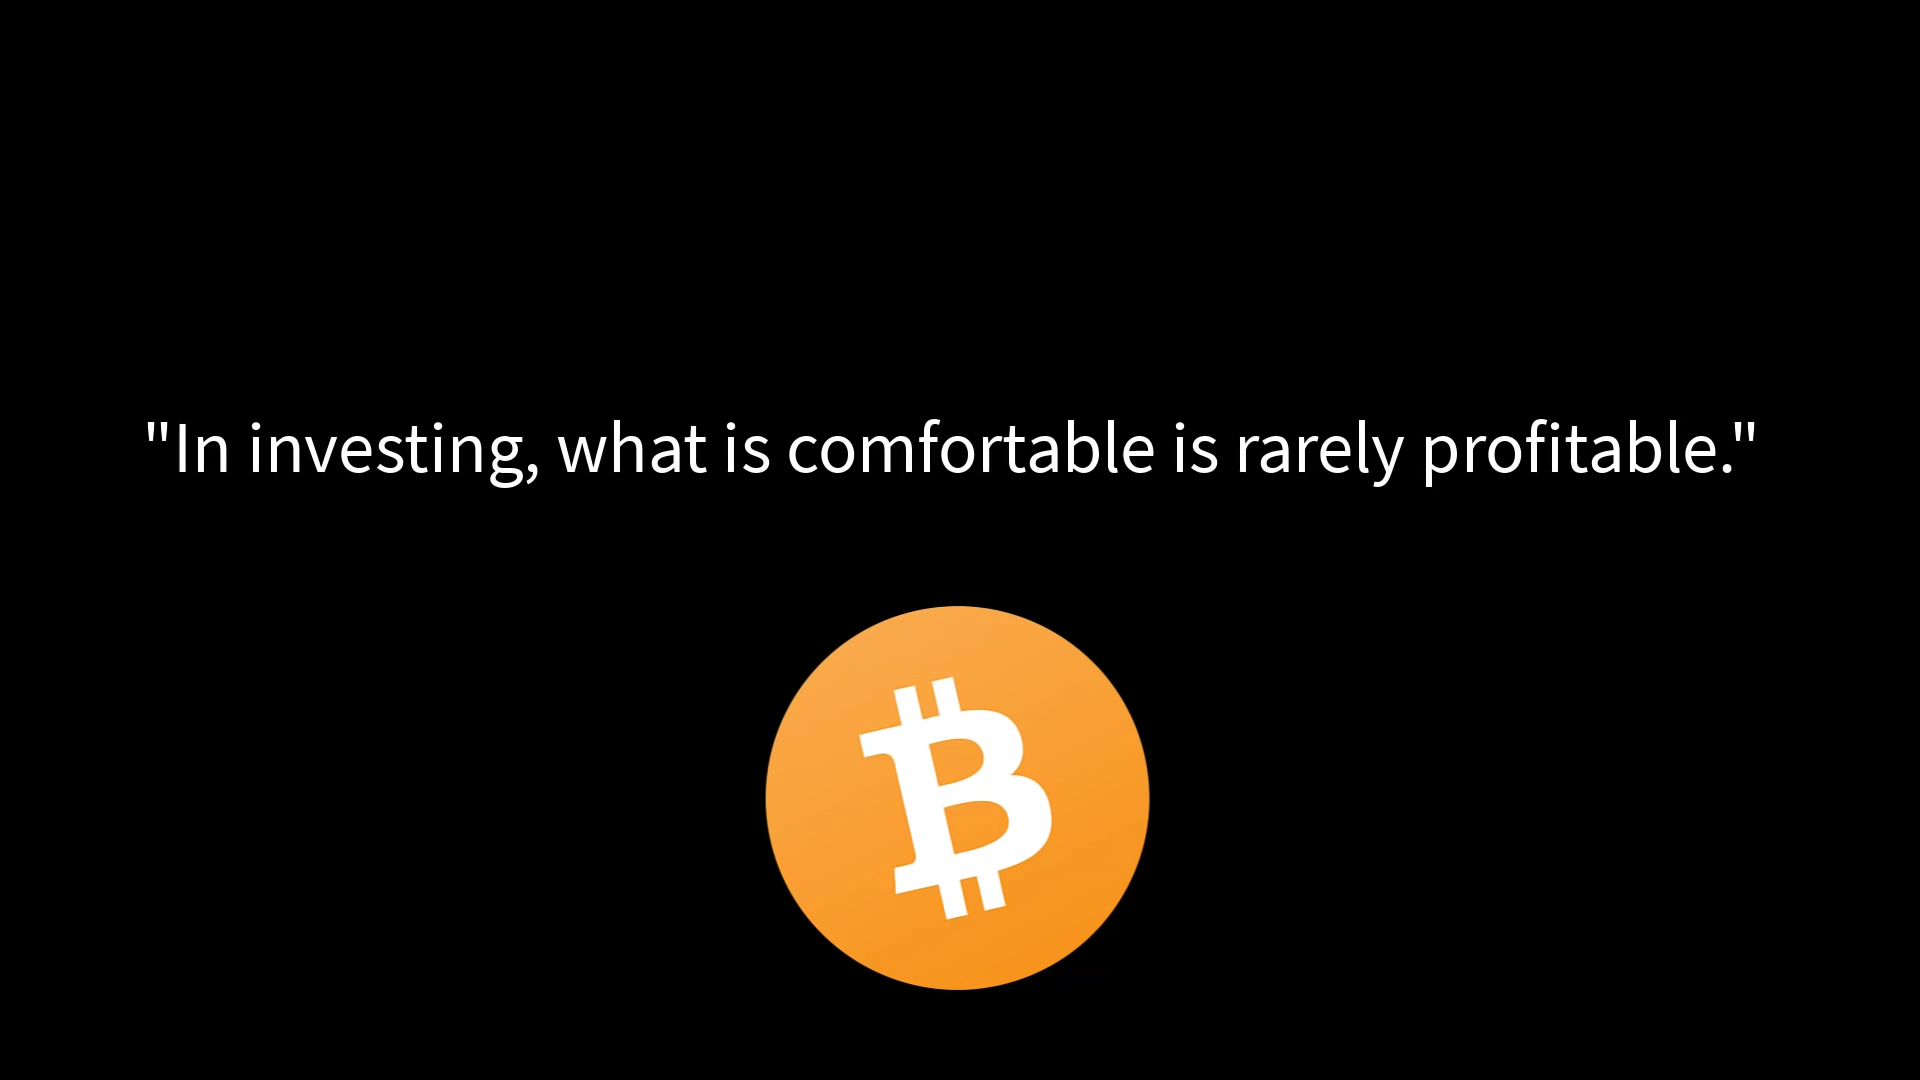 "In investing, what is comfortable is rarely profitable."